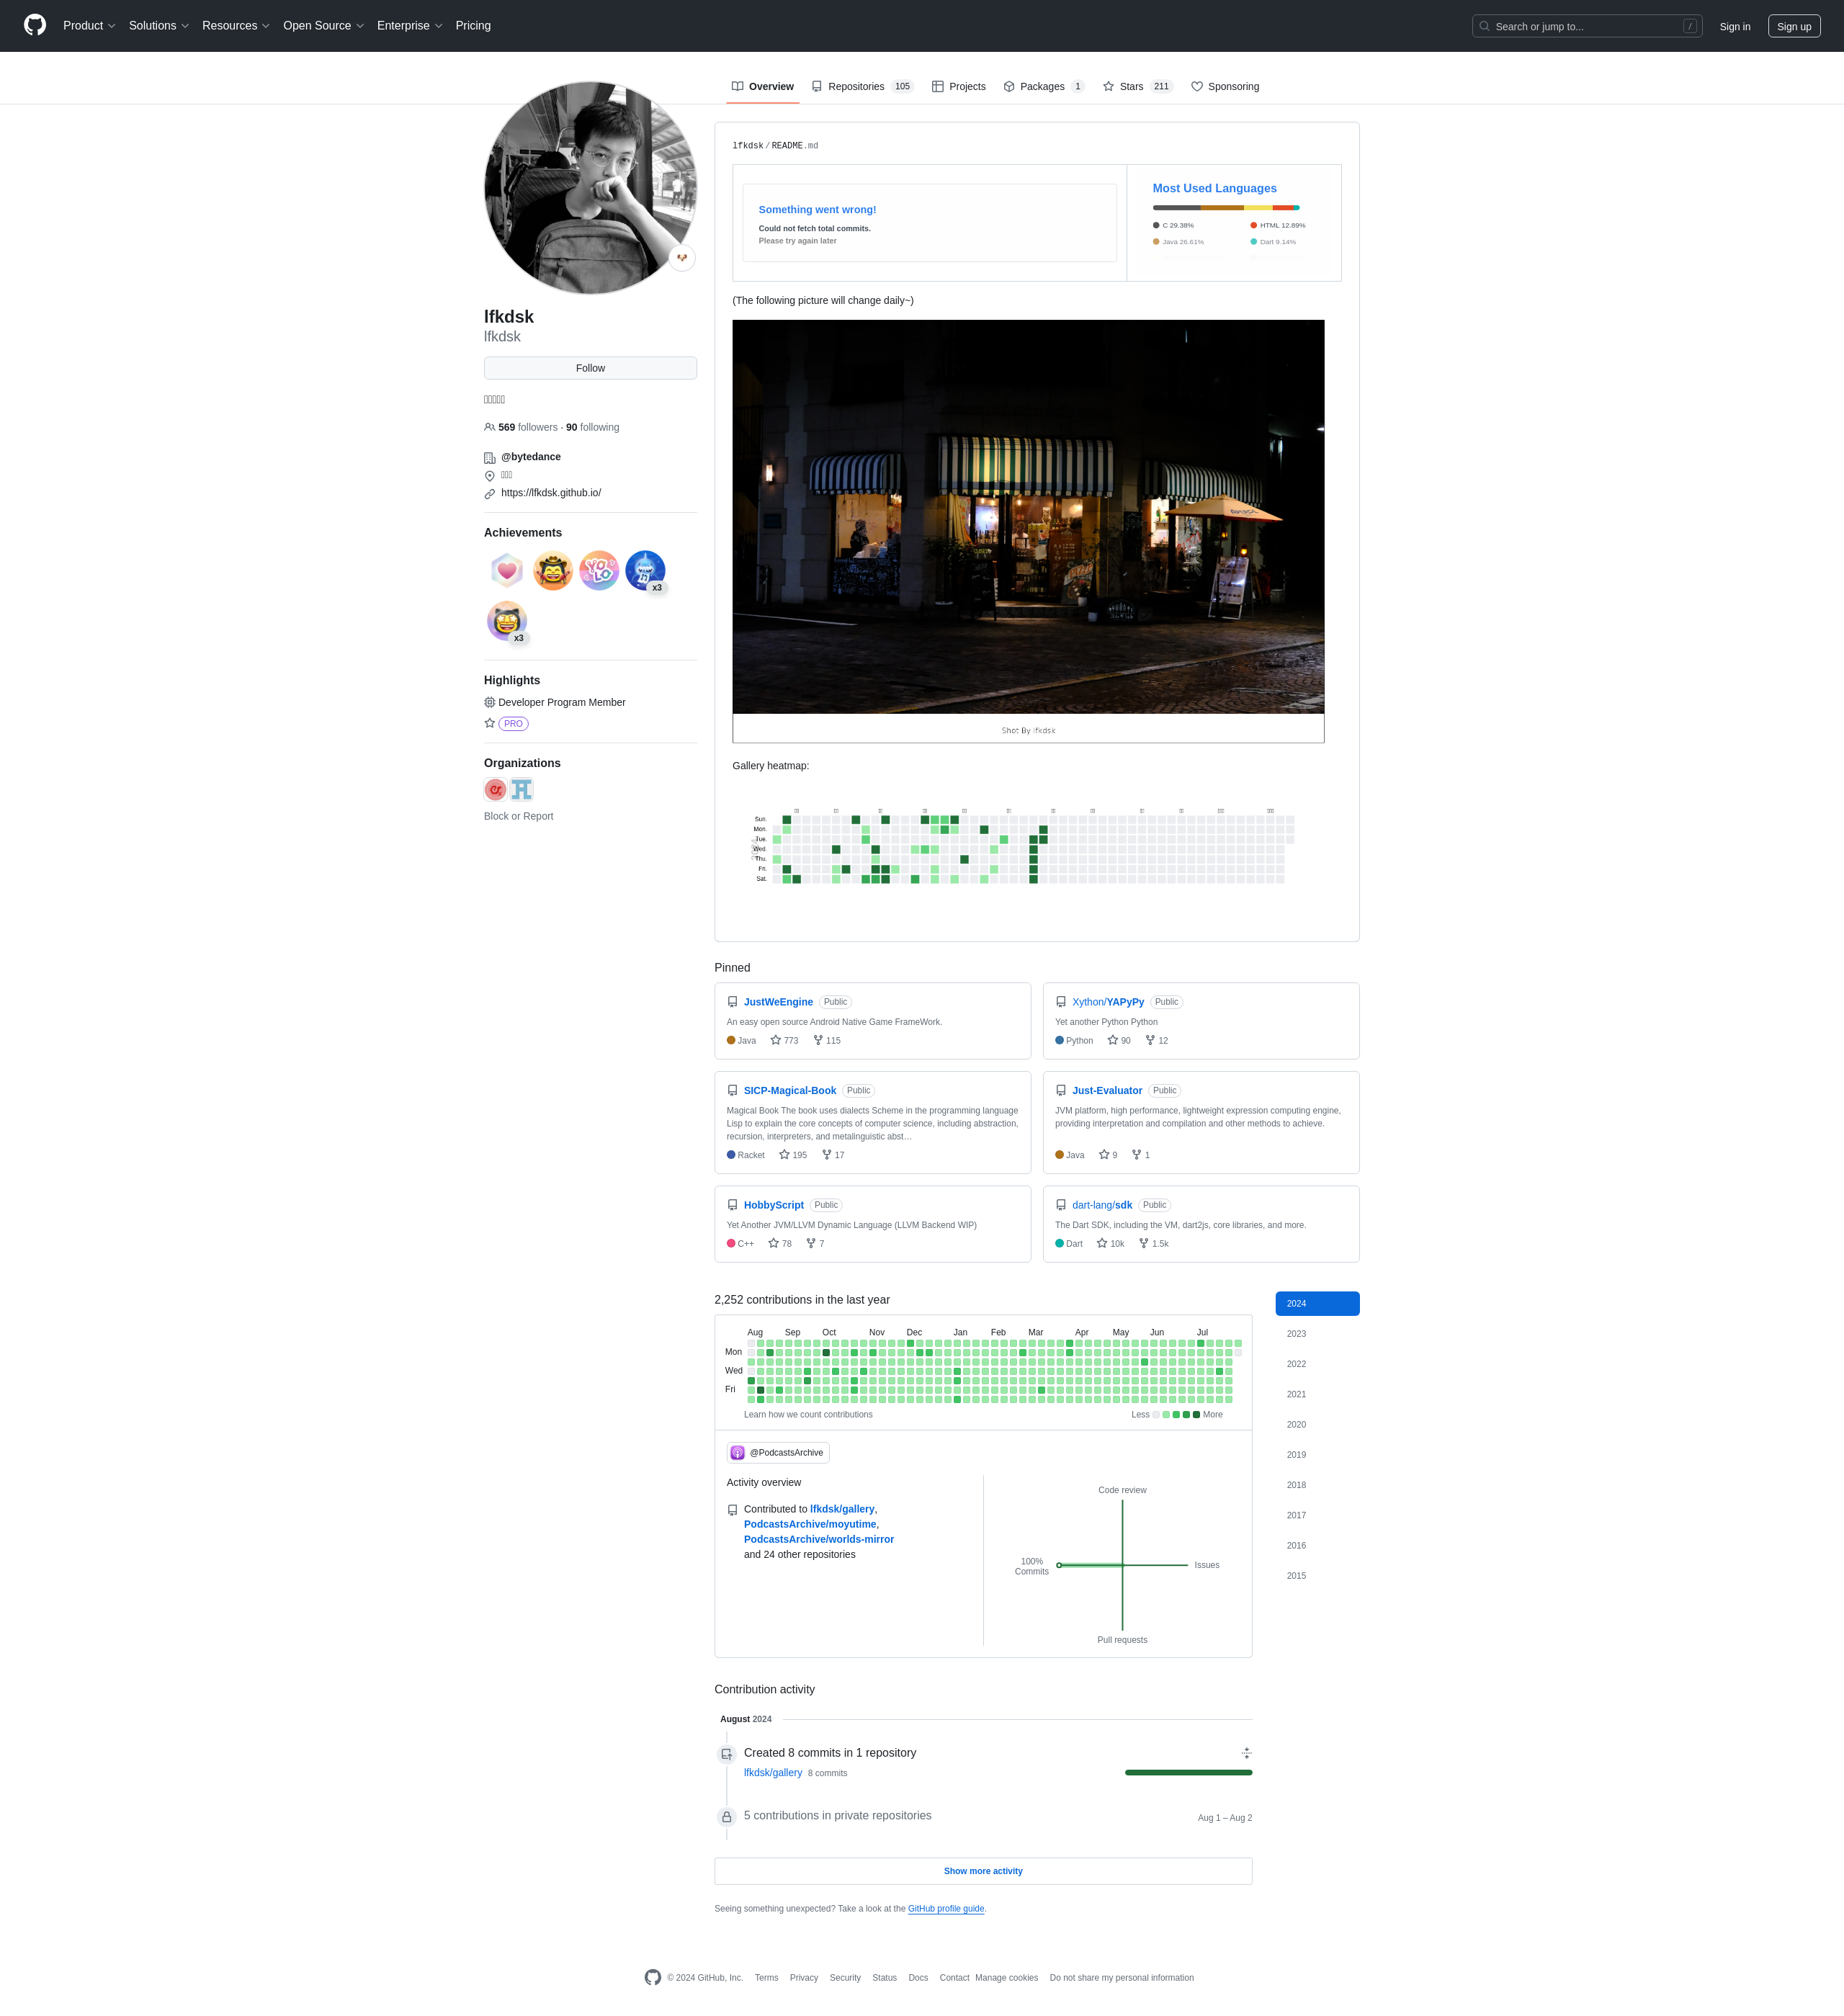 Product Solutions Resources Open Source Enterprise Pricing
Search or jump to... / Sign in Sign up
Overview Repositories 105 Projects Packages 1 Stars 211 Sponsoring
lfkdsk
lfkdsk
Follow
569 followers · 90 following
@bytedance
https://lfkdsk.github.io/
Achievements
YOLO
x3
x3
Highlights
Developer Program Member
PRO
Organizations
Block or Report
lfkdsk/README.md
Something went wrong!
Could not fetch total commits.
Please try again later
Most Used Languages
C 29.38%
HTML 12.89%
Java 26.61%
Dart 9.14%
(The following picture will change daily~)
Shot By lfkdsk
Gallery heatmap:
Sun.
Mon.
Tue.
Wed.
Thu.
Fri.
Sat.
Pinned
JustWeEngine Public
An easy open source Android Native Game FrameWork.
Java 773 115
Xython/YAPyPy Public
Yet another Python Python
Python 90 12
SICP-Magical-Book Public
Magical Book The book uses dialects Scheme in the programming language
Lisp to explain the core concepts of computer science, including abstraction,
recursion, interpreters, and metalinguistic abst…
Racket 195 17
Just-Evaluator Public
JVM platform, high performance, lightweight expression computing engine,
providing interpretation and compilation and other methods to achieve.
Java 9 1
HobbyScript Public
Yet Another JVM/LLVM Dynamic Language (LLVM Backend WIP)
C++ 78 7
dart-lang/sdk Public
The Dart SDK, including the VM, dart2js, core libraries, and more.
Dart 10k 1.5k
2,252 contributions in the last year
Aug Sep Oct Nov Dec Jan Feb Mar Apr May Jun Jul
Mon
Wed
Fri
Learn how we count contributions
Less More
2024
2023
2022
2021
2020
2019
2018
2017
2016
2015
@PodcastsArchive
Activity overview
Contributed to lfkdsk/gallery,
PodcastsArchive/moyutime,
PodcastsArchive/worlds-mirror
and 24 other repositories
Code review
100%
Commits
Issues
Pull requests
Contribution activity
August 2024
Created 8 commits in 1 repository
lfkdsk/gallery 8 commits
5 contributions in private repositories
Aug 1 – Aug 2
Show more activity
Seeing something unexpected? Take a look at the GitHub profile guide.
© 2024 GitHub, Inc. Terms Privacy Security Status Docs Contact Manage cookies Do not share my personal information